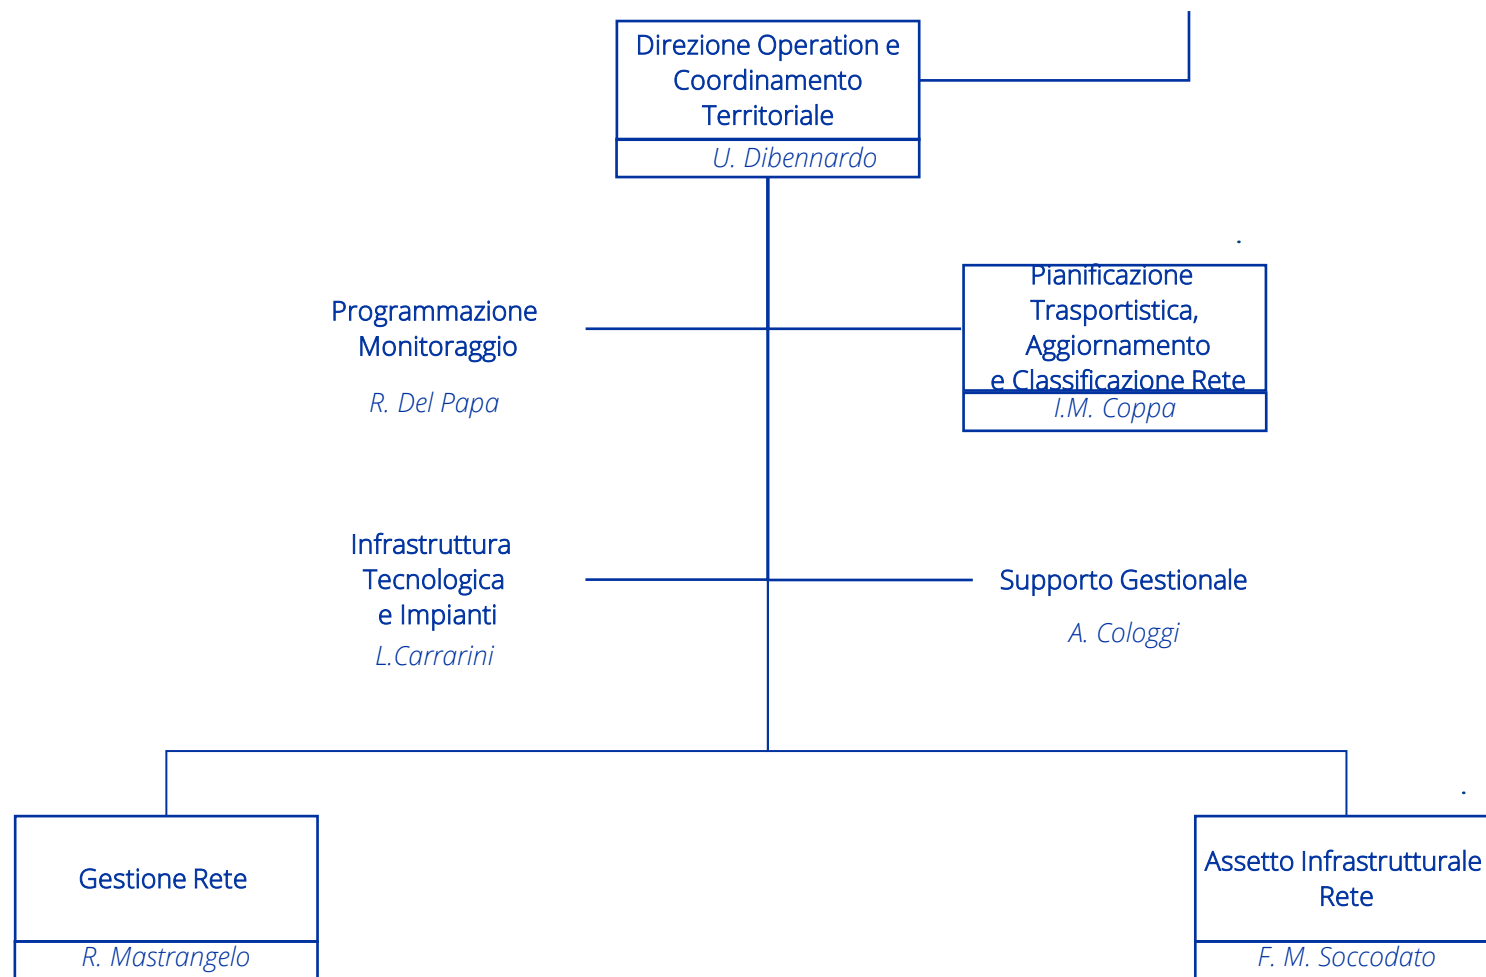 Direzione Operation e
Coordinamento
Territoriale
U. Dibennardo
Programmazione
Monitoraggio
R. Del Papa
Pianificazione
Trasportistica,
Aggiornamento
e Classificazione Rete
I.M. Coppa
Infrastruttura
Tecnologica
e Impianti
L.Carrarini
Supporto Gestionale
A. Cologgi
Gestione Rete
R. Mastrangelo
Assetto Infrastrutturale
Rete
F. M. Soccodato